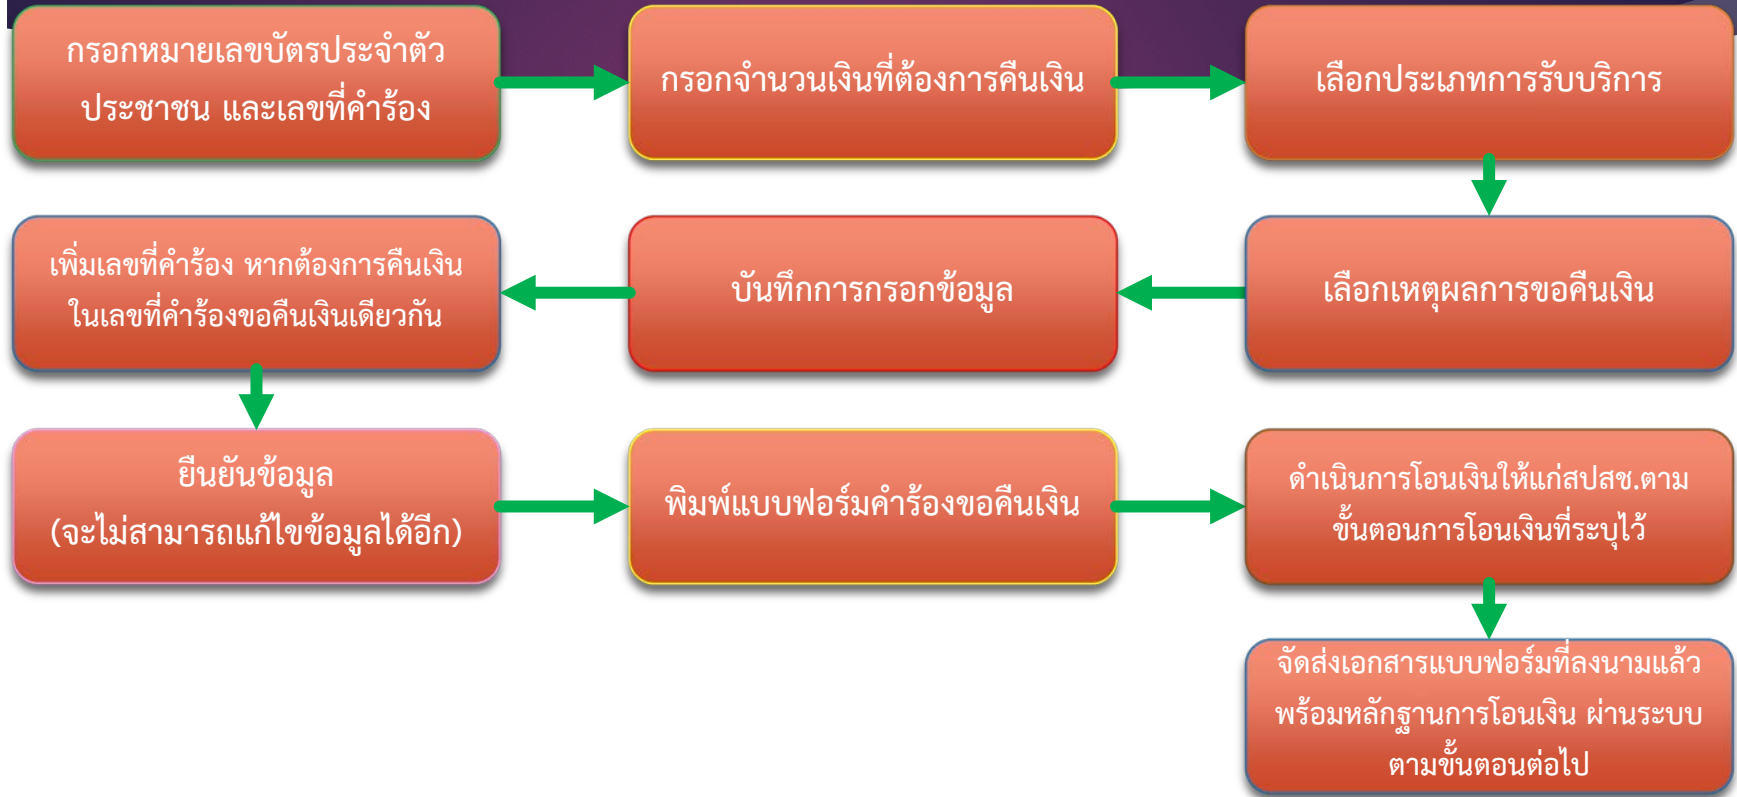 กรอกหมายเลขบัตรประจำตัว
ประชาชน และเลขที่คำร้อง
กรอกจำนวนเงินที่ต้องการคืนเงิน
เลือกประเภทการรับบริการ
เลือกเหตุผลการขอคืนเงิน
บันทึกการกรอกข้อมูล
เพิ่มเลขที่คำร้อง หากต้องการคืนเงิน
ในเลขที่คำร้องขอคืนเงินเดียวกัน
ยืนยันข้อมูล
(จะไม่สามารถแก้ไขข้อมูลได้อีก)
พิมพ์แบบฟอร์มคำร้องขอคืนเงิน
ดำเนินการโอนเงินให้แก่สปสช.ตาม
ขั้นตอนการโอนเงินที่ระบุไว้
จัดส่งเอกสารแบบฟอร์มที่ลงนามแล้ว
พร้อมหลักฐานการโอนเงิน ผ่านระบบ
ตามขั้นตอนต่อไป